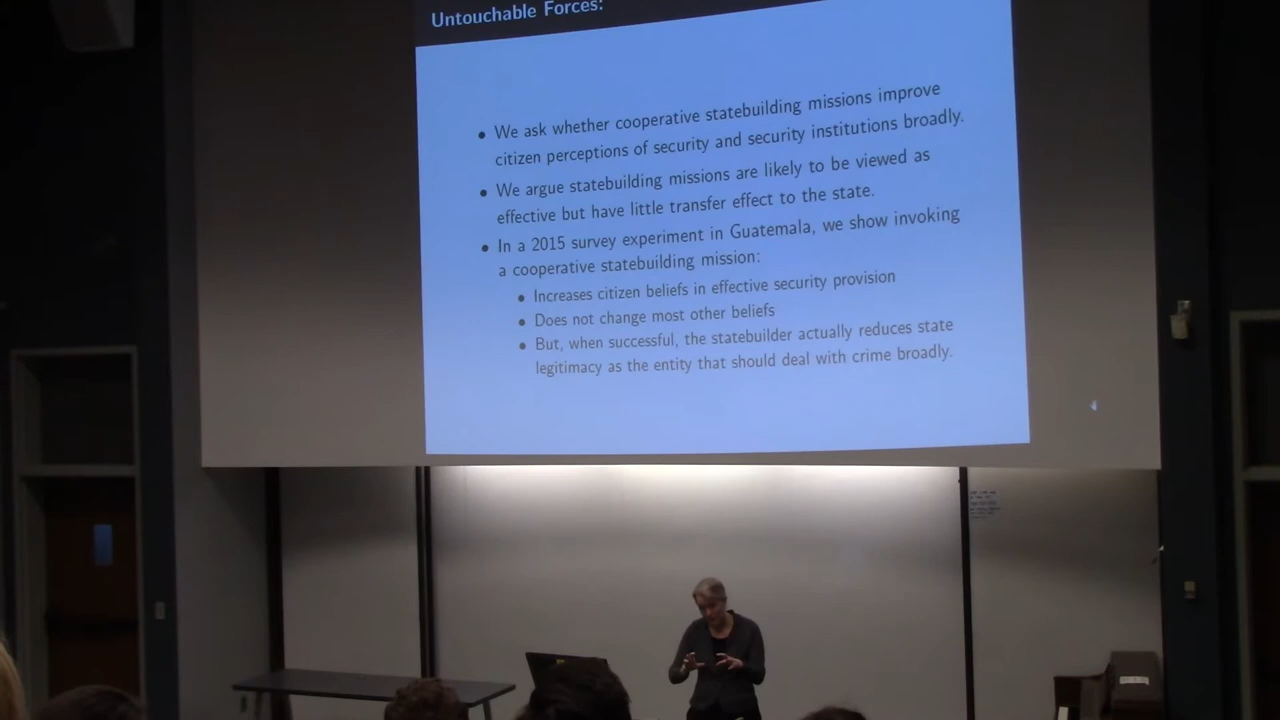 Untouchable Forces:
• We ask whether cooperative statebuilding missions improve
citizen perceptions of security and security institutions broadly.
• We argue statebuilding missions are likely to be viewed as
effective but have little transfer effect to the state.
• In a 2015 survey experiment in Guatemala, we show invoking
a cooperative statebuilding mission:
• Increases citizen beliefs in effective security provision
• Does not change most other beliefs
• But, when successful, the statebuilder actually reduces state
legitimacy as the entity that should deal with crime broadly.